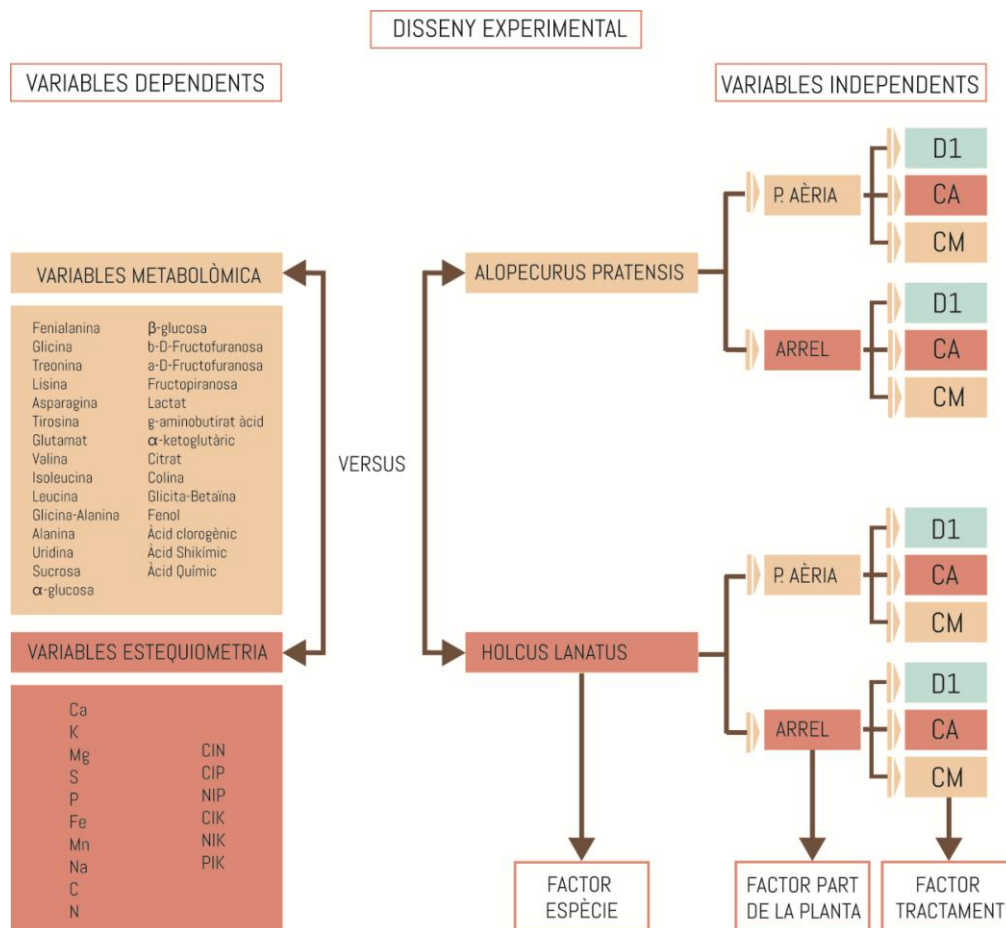 DISSENY EXPERIMENTAL
VARIABLES DEPENDENTS
VARIABLES METABOLÒMICA
Fenialanina
Glicina
Treonina
Lisina
Asparagina
Tirosina
Glutamat
Valina
Isoleucina
Leucina
Glicina-Alanina
Alanina
Uridina
Sucrosa
α-glucosa
β-glucosa
b-D-Fructofuranosa
a-D-Fructofuranosa
Fructopiranosa
Lactat
g-aminobutirat àcid
α-ketoglutàric
Citrat
Colina
Glicita-Betaïna
Fenol
Àcid clorogènic
Àcid Shikímic
Àcid Químic
VARIABLES ESTEQUIOMETRIA
Ca
K
Mg
S
P
Fe
Mn
Na
C
N
CIN
CIP
NIP
CIK
NIK
PIK
VERSUS
VARIABLES INDEPENDENTS
ALOPECURUS PRATENSIS
P. AÈRIA
D1
CA
CM
ARREL
D1
CA
CM
HOLCUS LANATUS
P. AÈRIA
D1
CA
CM
ARREL
D1
CA
CM
FACTOR
ESPÈCIE
FACTOR PART
DE LA PLANTA
FACTOR
TRACTAMENT